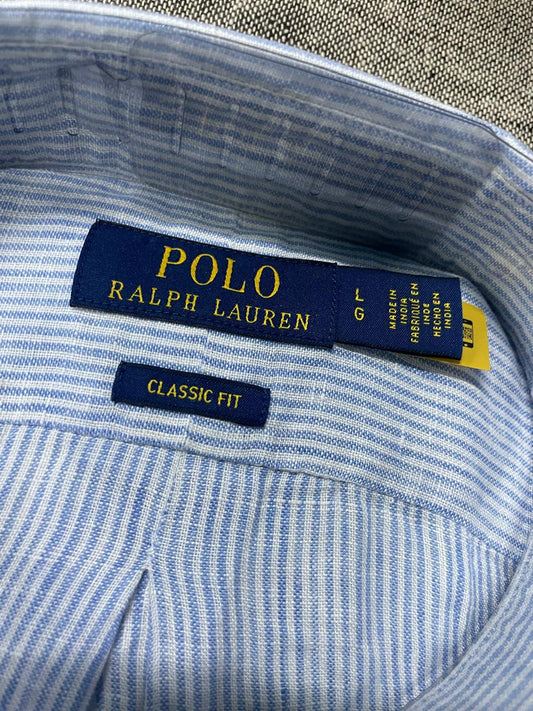 POLO
RALPH LAUREN
L
G
MADE IN
INDIA
FABRIQUÉ EN
INDE
HECHO EN
INDIA
CLASSIC FIT